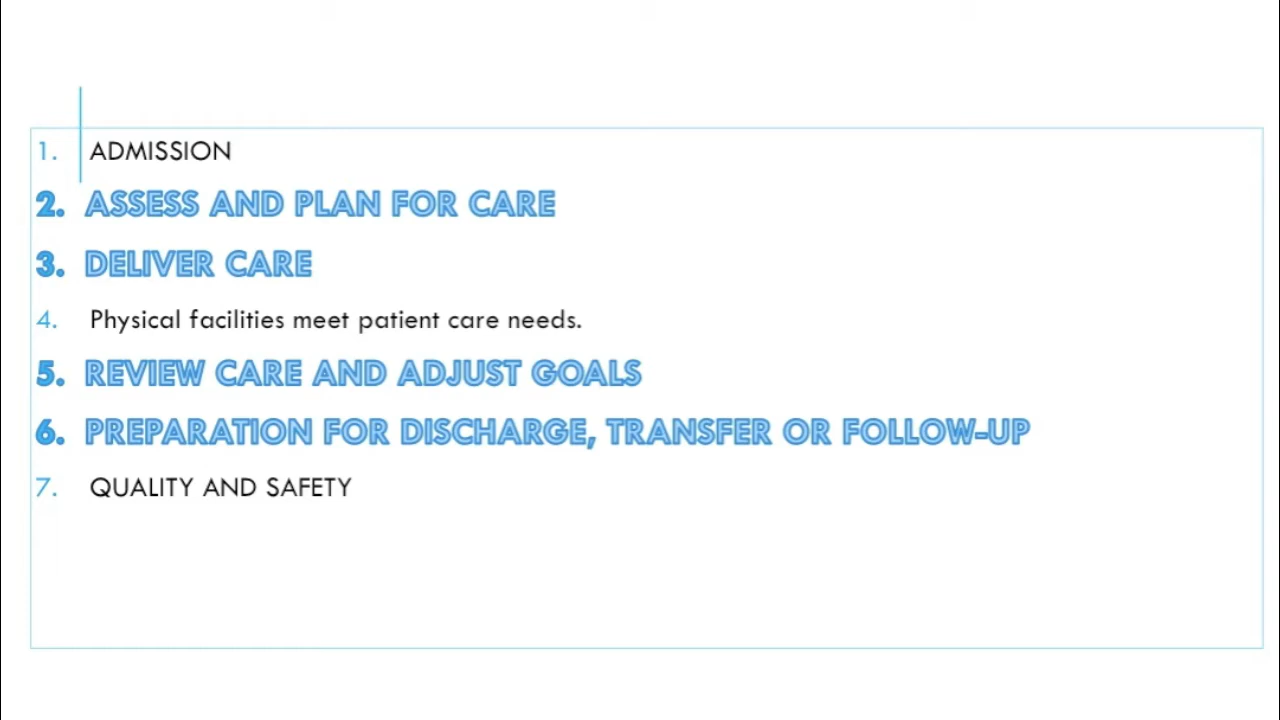 1. ADMISSION
2. ASSESS AND PLAN FOR CARE
3. DELIVER CARE
4. Physical facilities meet patient care needs.
5. REVIEW CARE AND ADJUST GOALS
6. PREPARATION FOR DISCHARGE, TRANSFER OR FOLLOW-UP
7. QUALITY AND SAFETY